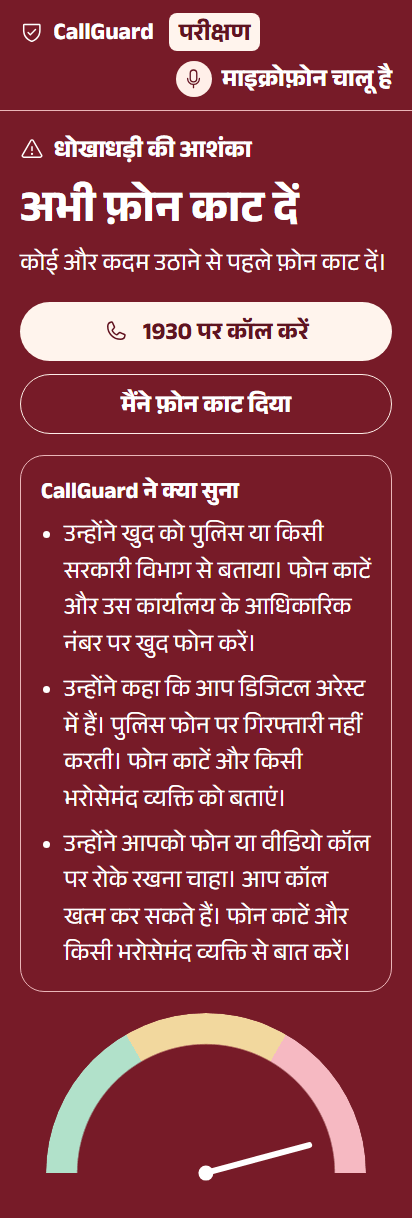 CallGuard परीक्षण
माइक्रोफ़ोन चालू है
धोखाधड़ी की आशंका
अभी फ़ोन काट दें
कोई और कदम उठाने से पहले फ़ोन काट दें।
1930 पर कॉल करें
मैंने फ़ोन काट दिया
CallGuard ने क्या सुना
• उन्होंने खुद को पुलिस या किसी
सरकारी विभाग से बताया। फोन काटें
और उस कार्यालय के आधिकारिक
नंबर पर खुद फोन करें।
• उन्होंने कहा कि आप डिजिटल अरेस्ट
में हैं। पुलिस फोन पर गिरफ्तारी नहीं
करती। फोन काटें और किसी
भरोसेमंद व्यक्ति को बताएं।
• उन्होंने आपको फोन या वीडियो कॉल
पर रोके रखना चाहा। आप कॉल
खत्म कर सकते हैं। फोन काटें और
किसी भरोसेमंद व्यक्ति से बात करें।